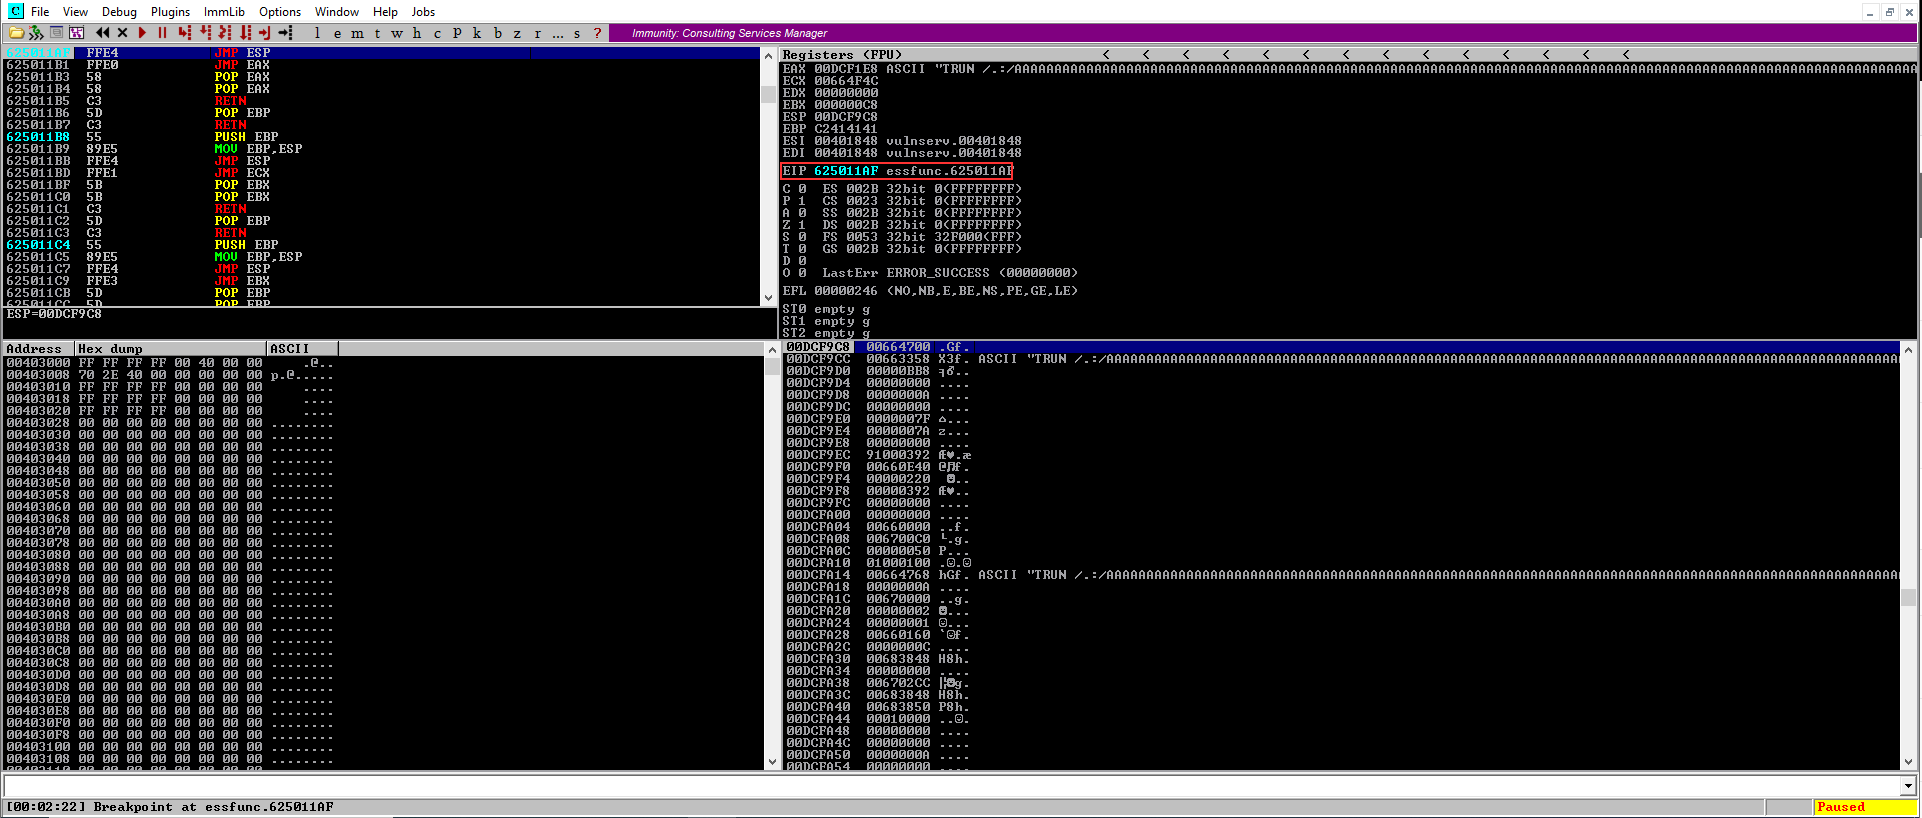 File View Debug Plugins ImmLib Options Window Help Jobs
l e m t w h c p k b z r ... s ?
Immunity: Consulting Services Manager
625011AF FFE4 JMP ESP
625011B1 FFE0 JMP EAX
625011B3 58 POP EAX
625011B4 58 POP EAX
625011B5 C3 RETN
625011B6 5D POP EBP
625011B7 C3 RETN
625011B8 55 PUSH EBP
625011B9 89E5 MOV EBP,ESP
625011BB FFE4 JMP ESP
625011BD FFE1 JMP ECX
625011BF 5B POP EBX
625011C0 5B POP EBX
625011C1 C3 RETN
625011C2 5D POP EBP
625011C3 C3 RETN
625011C4 55 PUSH EBP
625011C5 89E5 MOV EBP,ESP
625011C7 FFE4 JMP ESP
625011C9 FFE3 JMP EBX
625011CB 5D POP EBP
625011CC 5D POP EBP
ESP=00DCF9C8
Registers (FPU) < < < < < < < < < < < < < <
EAX 00DCF1E8 ASCII "TRUN /.:/AAAAAAAAAAAAAAAAAAAAAAAAAAAAAAAAAAAAAAAAAAAAAAAAAAAAAAAAAAAAAAAAAAAAAAAAAAAAAAAAAAAAAAAAAAAAAAAAAAAAAAAAA
ECX 00664F4C
EDX 00000000
EBX 000000C8
ESP 00DCF9C8
EBP C2414141
ESI 00401848 vulnserv.00401848
EDI 00401848 vulnserv.00401848
EIP 625011AF essfunc.625011AF
C 0 ES 002B 32bit 0(FFFFFFFF)
P 1 CS 0023 32bit 0(FFFFFFFF)
A 0 SS 002B 32bit 0(FFFFFFFF)
Z 1 DS 002B 32bit 0(FFFFFFFF)
S 0 FS 0053 32bit 32F000(FFF)
T 0 GS 002B 32bit 0(FFFFFFFF)
D 0
O 0 LastErr ERROR_SUCCESS (00000000)
EFL 00000246 (NO,NB,E,BE,NS,PE,GE,LE)
ST0 empty g
ST1 empty g
ST2 empty g
Address Hex dump ASCII
00403000 FF FF FF FF 00 40 00 00 .@..
00403008 70 2E 40 00 00 00 00 00 p.@.....
00403010 FF FF FF FF 00 00 00 00 ....
00403018 FF FF FF FF 00 00 00 00 ....
00403020 FF FF FF FF 00 00 00 00 ....
00403028 00 00 00 00 00 00 00 00 ........
00403030 00 00 00 00 00 00 00 00 ........
00403038 00 00 00 00 00 00 00 00 ........
00403040 00 00 00 00 00 00 00 00 ........
00403048 00 00 00 00 00 00 00 00 ........
00403050 00 00 00 00 00 00 00 00 ........
00403058 00 00 00 00 00 00 00 00 ........
00403060 00 00 00 00 00 00 00 00 ........
00403068 00 00 00 00 00 00 00 00 ........
00403070 00 00 00 00 00 00 00 00 ........
00403078 00 00 00 00 00 00 00 00 ........
00403080 00 00 00 00 00 00 00 00 ........
00403088 00 00 00 00 00 00 00 00 ........
00403090 00 00 00 00 00 00 00 00 ........
00403098 00 00 00 00 00 00 00 00 ........
004030A0 00 00 00 00 00 00 00 00 ........
004030A8 00 00 00 00 00 00 00 00 ........
004030B0 00 00 00 00 00 00 00 00 ........
004030B8 00 00 00 00 00 00 00 00 ........
004030C0 00 00 00 00 00 00 00 00 ........
004030C8 00 00 00 00 00 00 00 00 ........
004030D0 00 00 00 00 00 00 00 00 ........
004030D8 00 00 00 00 00 00 00 00 ........
004030E0 00 00 00 00 00 00 00 00 ........
004030E8 00 00 00 00 00 00 00 00 ........
004030F0 00 00 00 00 00 00 00 00 ........
004030F8 00 00 00 00 00 00 00 00 ........
00403100 00 00 00 00 00 00 00 00 ........
00403108 00 00 00 00 00 00 00 00 ........
00403110 00 00 00 00 00 00 00 00 ........
00DCF9C8 00664700 .Gf.
00DCF9CC 00663358 X3f. ASCII "TRUN /.:/AAAAAAAAAAAAAAAAAAAAAAAAAAAAAAAAAAAAAAAAAAAAAAAAAAAAAAAAAAAAAAAAAAAAAAAAAAAAAAAAAAAAAAAAAAAAAAAAAAA
00DCF9D0 00000BB8 ╕♂..
00DCF9D4 00000000 ....
00DCF9D8 0000000A ....
00DCF9DC 00000000 ....
00DCF9E0 0000007F ⌂...
00DCF9E4 0000007A z...
00DCF9E8 00000000 ....
00DCF9EC 91000392 Æ♥.æ
00DCF9F0 00660E40 @♫f.
00DCF9F4 00000220 ☻..
00DCF9F8 00000392 Æ♥..
00DCF9FC 00000000 ....
00DCFA00 00000000 ....
00DCFA04 00660000 ..f.
00DCFA08 006700C0 └.g.
00DCFA0C 00000050 P...
00DCFA10 01000100 .☺.☺
00DCFA14 00664768 hGf. ASCII "TRUN /.:/AAAAAAAAAAAAAAAAAAAAAAAAAAAAAAAAAAAAAAAAAAAAAAAAAAAAAAAAAAAAAAAAAAAAAAAAAAAAAAAAAAAAAAAAAAAAAAAAAAA
00DCFA18 0000000A ....
00DCFA1C 00670000 ..g.
00DCFA20 00000002 ☻...
00DCFA24 00000001 ☺...
00DCFA28 00660160 `☺f.
00DCFA2C 0000000C ....
00DCFA30 00683848 H8h.
00DCFA34 00000000 ....
00DCFA38 006702CC ╠☻g.
00DCFA3C 00683848 H8h.
00DCFA40 00683850 P8h.
00DCFA44 00010000 ..☺.
00DCFA48 00000000 ....
00DCFA4C 00000000 ....
00DCFA50 0000000A ....
00DCFA54 00000000 ....
[00:02:22] Breakpoint at essfunc.625011AF
Paused